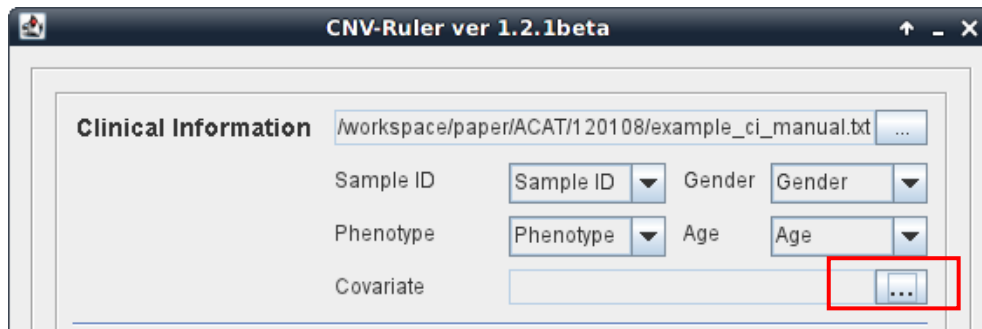 CNV-Ruler ver 1.2.1beta
Clinical Information /workspace/paper/ACAT/120108/example_ci_manual.txt ...
Sample ID Sample ID Gender Gender
Phenotype Phenotype Age Age
Covariate ...